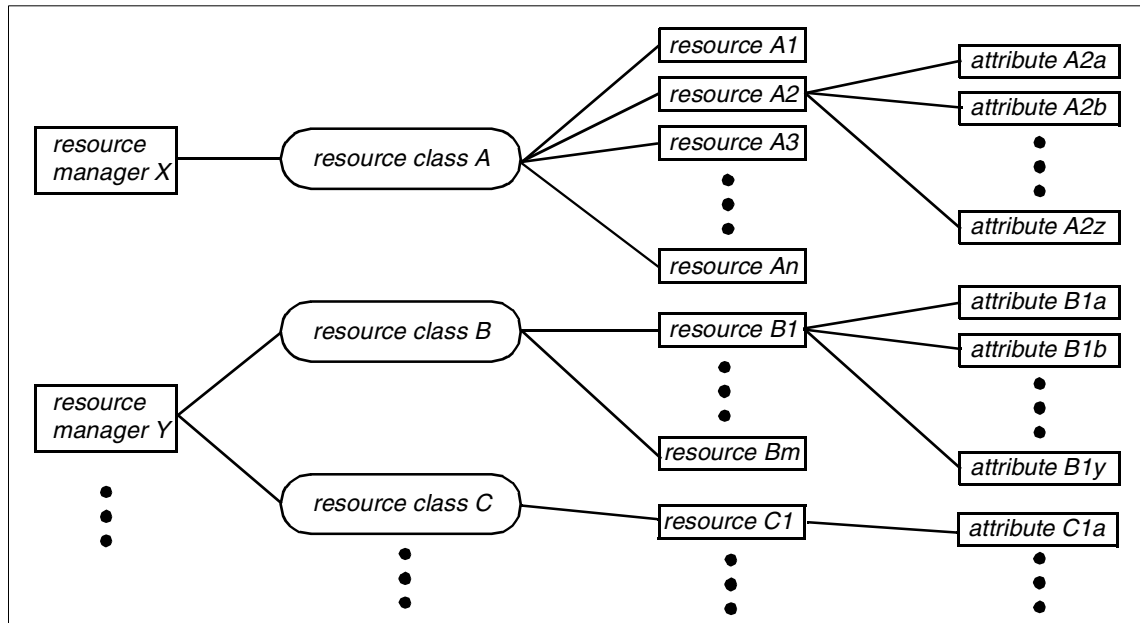 resource
manager X
resource class A
resource A1
resource A2
resource A3
resource An
attribute A2a
attribute A2b
attribute A2z
resource
manager Y
resource class B
resource B1
resource Bm
attribute B1a
attribute B1b
attribute B1y
resource class C
resource C1
attribute C1a